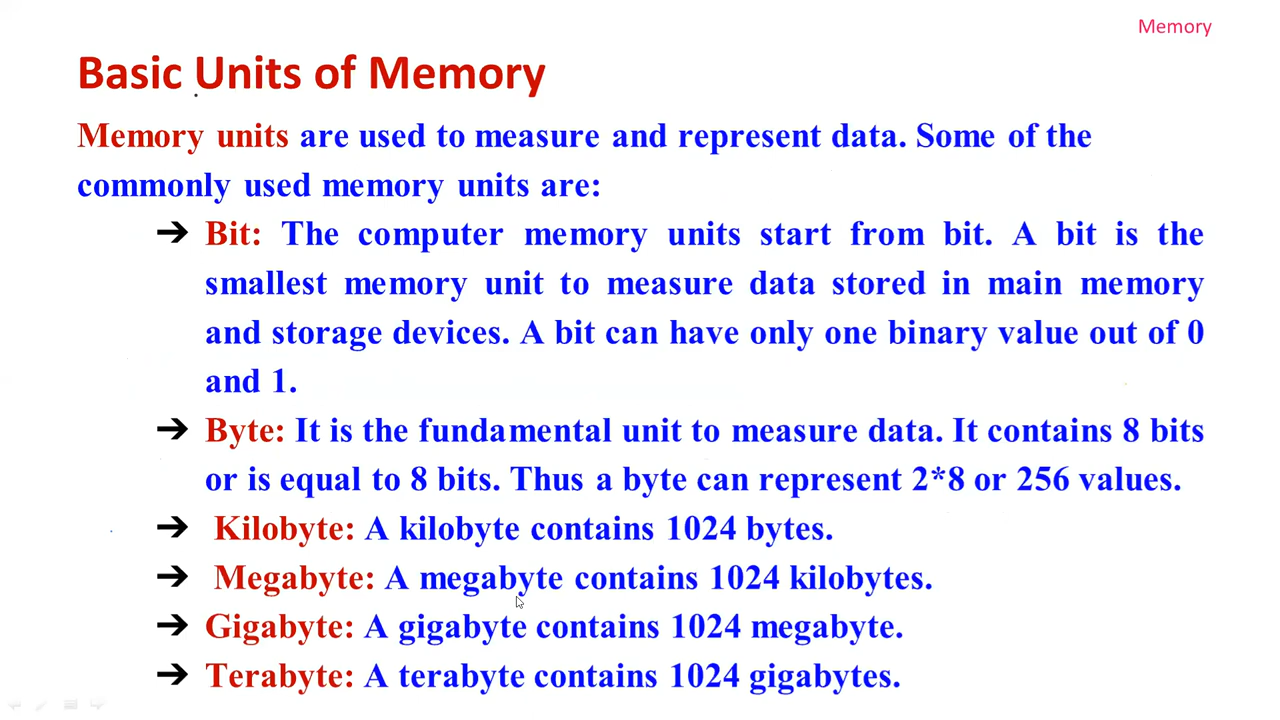 Memory
Basic Units of Memory
Memory units are used to measure and represent data. Some of the
commonly used memory units are:
➔ Bit: The computer memory units start from bit. A bit is the
smallest memory unit to measure data stored in main memory
and storage devices. A bit can have only one binary value out of 0
and 1.
➔ Byte: It is the fundamental unit to measure data. It contains 8 bits
or is equal to 8 bits. Thus a byte can represent 2*8 or 256 values.
➔ Kilobyte: A kilobyte contains 1024 bytes.
➔ Megabyte: A megabyte contains 1024 kilobytes.
➔ Gigabyte: A gigabyte contains 1024 megabyte.
➔ Terabyte: A terabyte contains 1024 gigabytes.